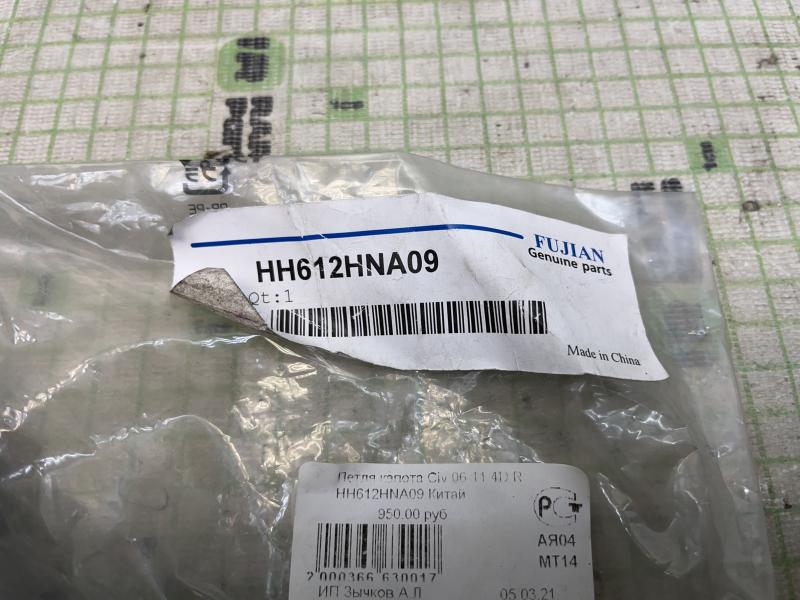 FUJIAN
Genuine parts
HH612HNA09
Qt:1
Made in China
Петля капота Civ 06-11 4D R
HH612HNA09 Китай
950.00 руб
АЯ04
МТ14
2 000366 630017
ИП Зычков А.Л
05.03.21